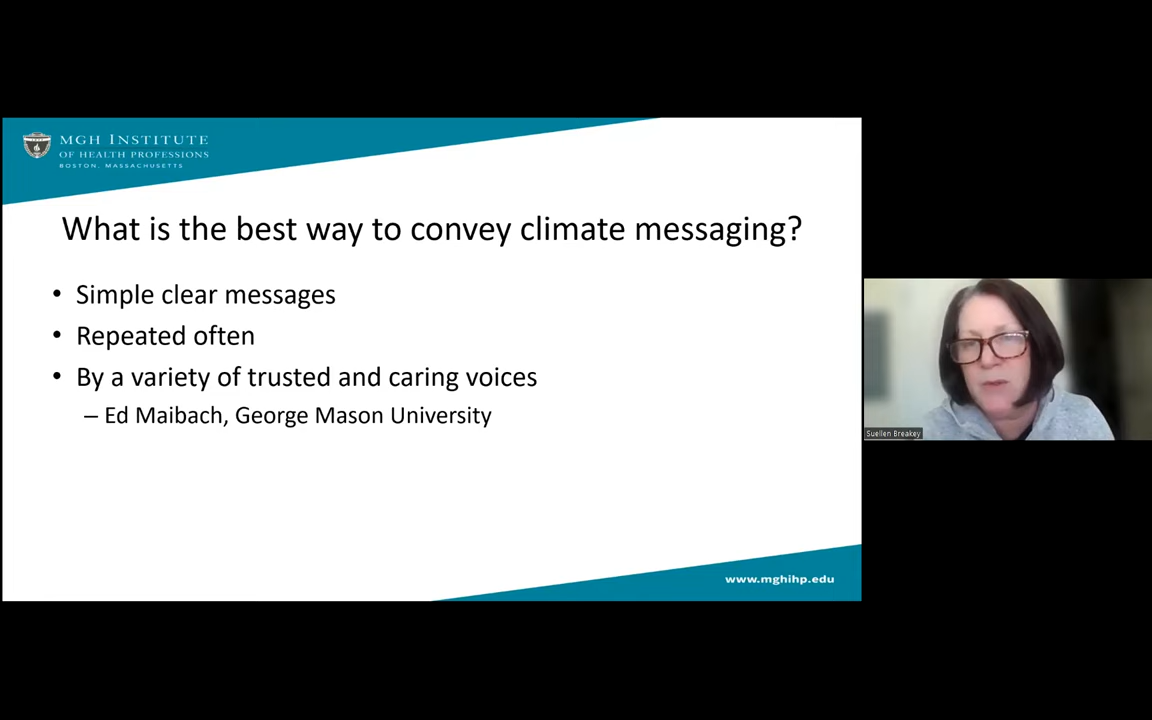 MGH INSTITUTE
OF HEALTH PROFESSIONS
BOSTON, MASSACHUSETTS
What is the best way to convey climate messaging?
• Simple clear messages
• Repeated often
• By a variety of trusted and caring voices
– Ed Maibach, George Mason University
Suellen Breakey
www.mghihp.edu